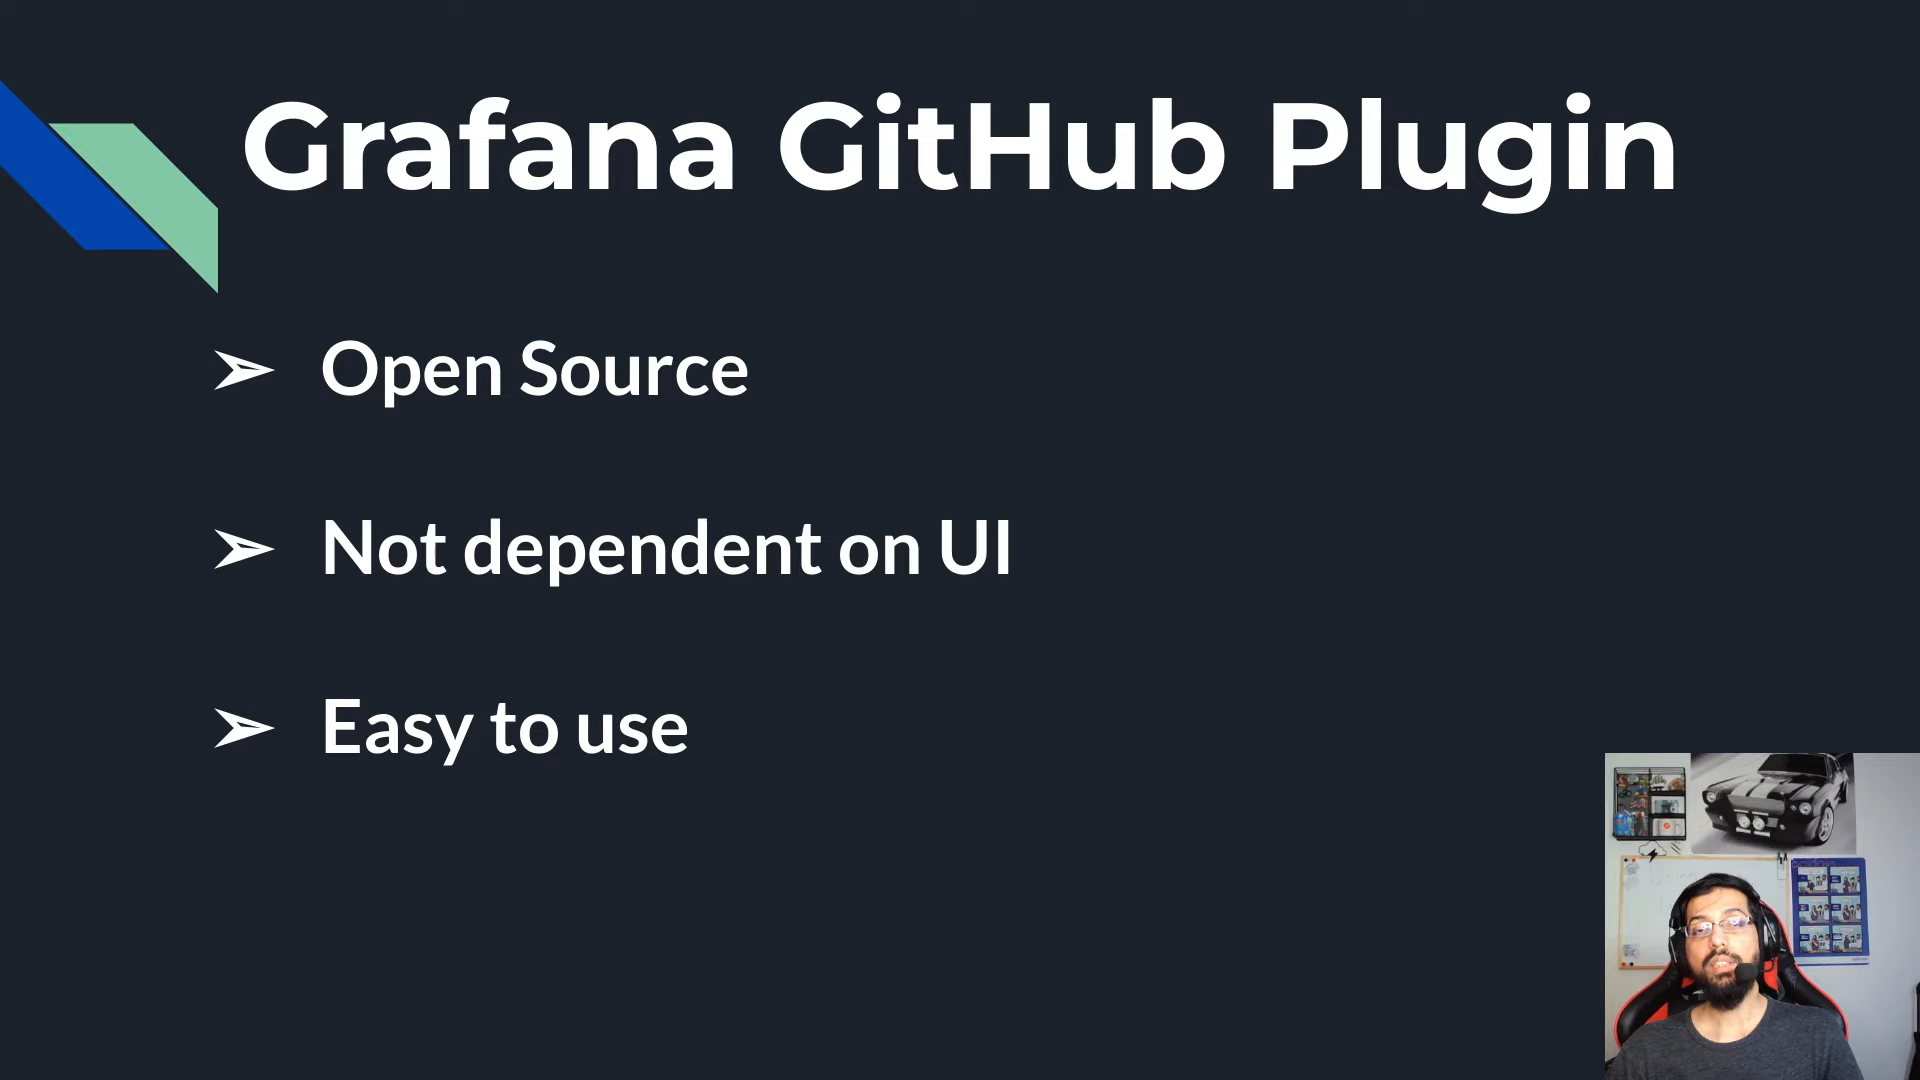 Grafana GitHub Plugin
➢ Open Source
➢ Not dependent on UI
➢ Easy to use